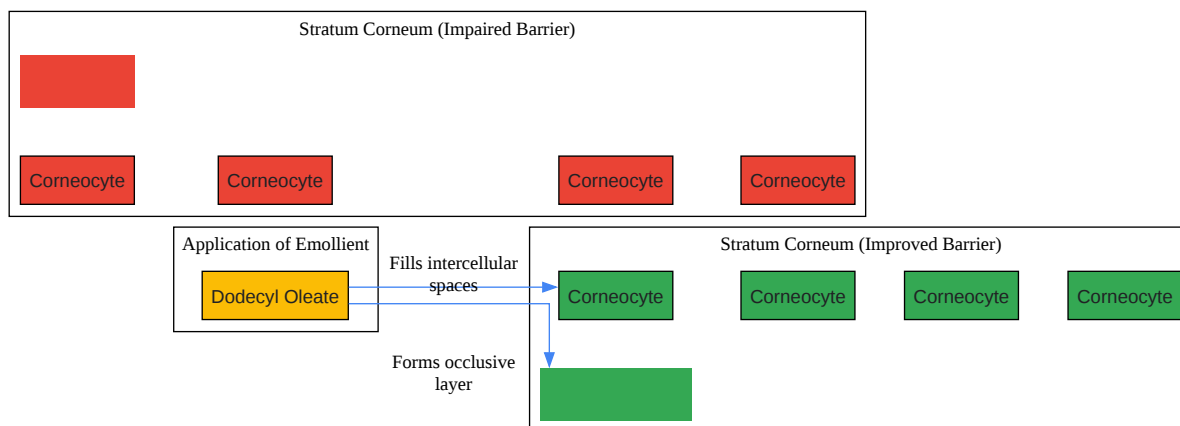 Stratum Corneum (Impaired Barrier)
Corneocyte
Corneocyte
Corneocyte
Corneocyte
Application of Emollient
Dodecyl Oleate
Fills intercellular
spaces
Forms occlusive
layer
Stratum Corneum (Improved Barrier)
Corneocyte
Corneocyte
Corneocyte
Corneocyte